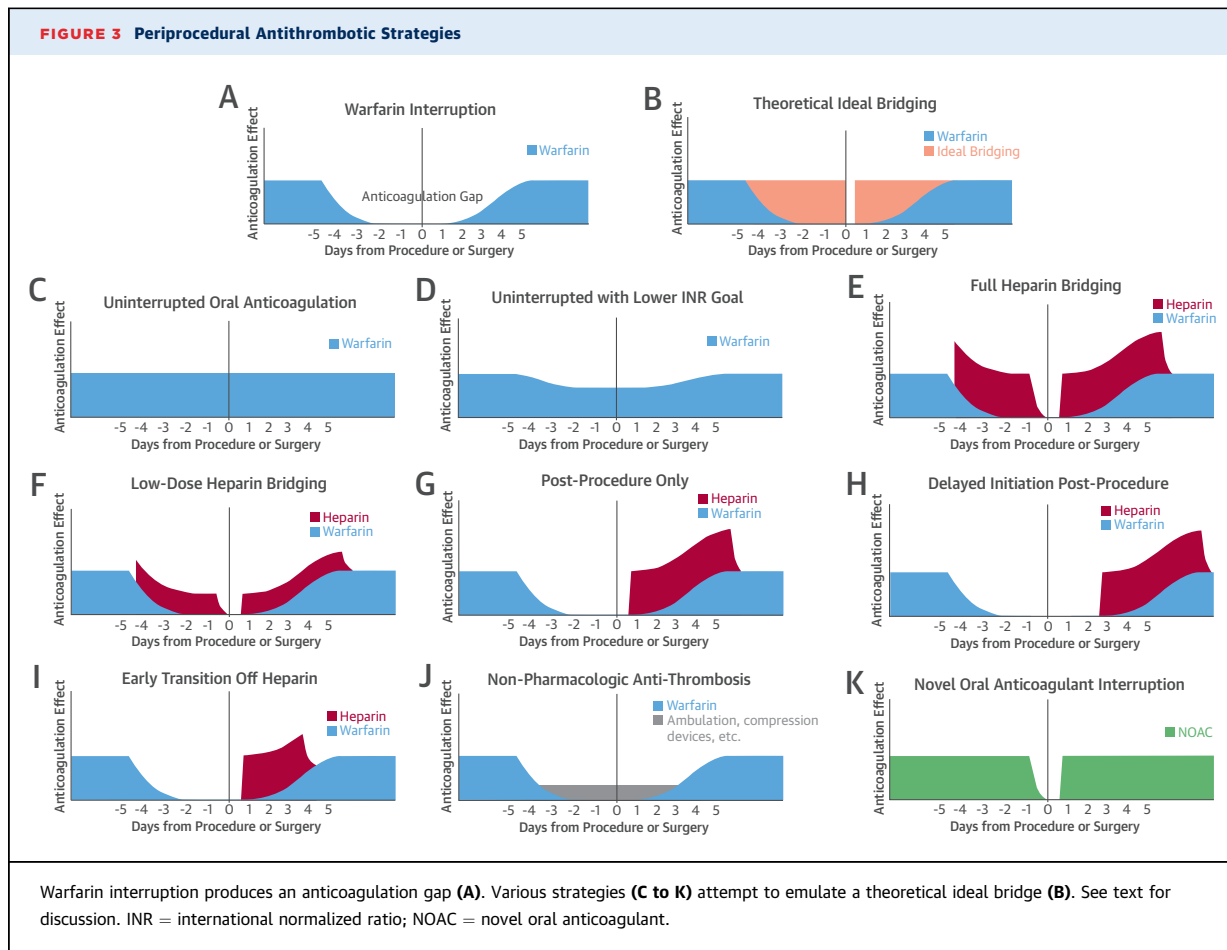 FIGURE 3 Periprocedural Antithrombotic Strategies
A
Warfarin Interruption
Anticoagulation Effect
Warfarin
Anticoagulation Gap
-5 -4 -3 -2 -1 0 1 2 3 4 5
Days from Procedure or Surgery
B
Theoretical Ideal Bridging
Anticoagulation Effect
Warfarin
Ideal Bridging
-5 -4 -3 -2 -1 0 1 2 3 4 5
Days from Procedure or Surgery
C
Uninterrupted Oral Anticoagulation
Anticoagulation Effect
Warfarin
-5 -4 -3 -2 -1 0 1 2 3 4 5
Days from Procedure or Surgery
D
Uninterrupted with Lower INR Goal
Anticoagulation Effect
Warfarin
-5 -4 -3 -2 -1 0 1 2 3 4 5
Days from Procedure or Surgery
E
Full Heparin Bridging
Anticoagulation Effect
Heparin
Warfarin
-5 -4 -3 -2 -1 0 1 2 3 4 5
Days from Procedure or Surgery
F
Low-Dose Heparin Bridging
Anticoagulation Effect
Heparin
Warfarin
-5 -4 -3 -2 -1 0 1 2 3 4 5
Days from Procedure or Surgery
G
Post-Procedure Only
Anticoagulation Effect
Heparin
Warfarin
-5 -4 -3 -2 -1 0 1 2 3 4 5
Days from Procedure or Surgery
H
Delayed Initiation Post-Procedure
Anticoagulation Effect
Heparin
Warfarin
-5 -4 -3 -2 -1 0 1 2 3 4 5
Days from Procedure or Surgery
I
Early Transition Off Heparin
Anticoagulation Effect
Heparin
Warfarin
-5 -4 -3 -2 -1 0 1 2 3 4 5
Days from Procedure or Surgery
J
Non-Pharmacologic Anti-Thrombosis
Anticoagulation Effect
Warfarin
Ambulation, compression
devices, etc.
-5 -4 -3 -2 -1 0 1 2 3 4 5
Days from Procedure or Surgery
K
Novel Oral Anticoagulant Interruption
Anticoagulation Effect
NOAC
-5 -4 -3 -2 -1 0 1 2 3 4 5
Days from Procedure or Surgery
Warfarin interruption produces an anticoagulation gap (A). Various strategies (C to K) attempt to emulate a theoretical ideal bridge (B). See text for
discussion. INR = international normalized ratio; NOAC = novel oral anticoagulant.